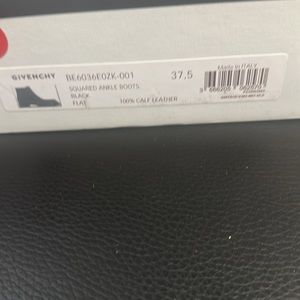 GIVENCHY
BE6036E0ZK-001
37.5
Made in ITALY
SQUARED ANKLE BOOTS
BLACK
FLAT
100% CALF LEATHER